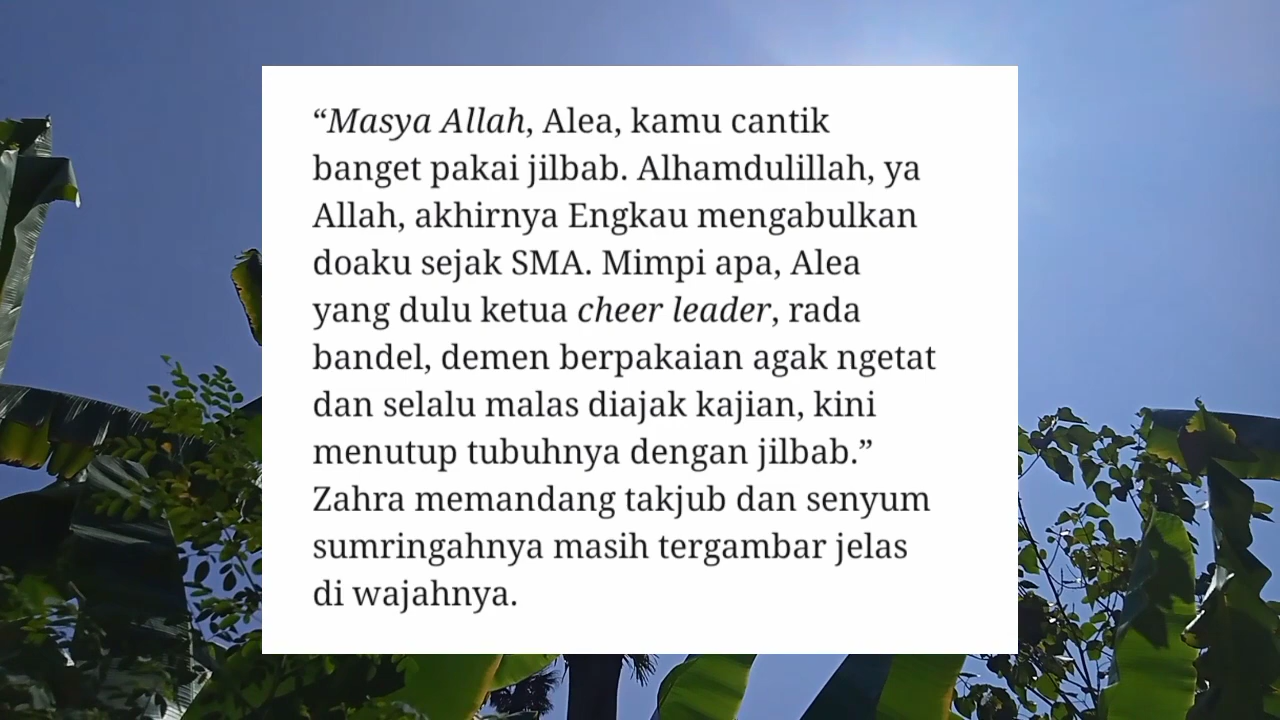 “Masya Allah, Alea, kamu cantik
banget pakai jilbab. Alhamdulillah, ya
Allah, akhirnya Engkau mengabulkan
doaku sejak SMA. Mimpi apa, Alea
yang dulu ketua cheer leader, rada
bandel, demen berpakaian agak ngetat
dan selalu malas diajak kajian, kini
menutup tubuhnya dengan jilbab.”
Zahra memandang takjub dan senyum
sumringahnya masih tergambar jelas
di wajahnya.